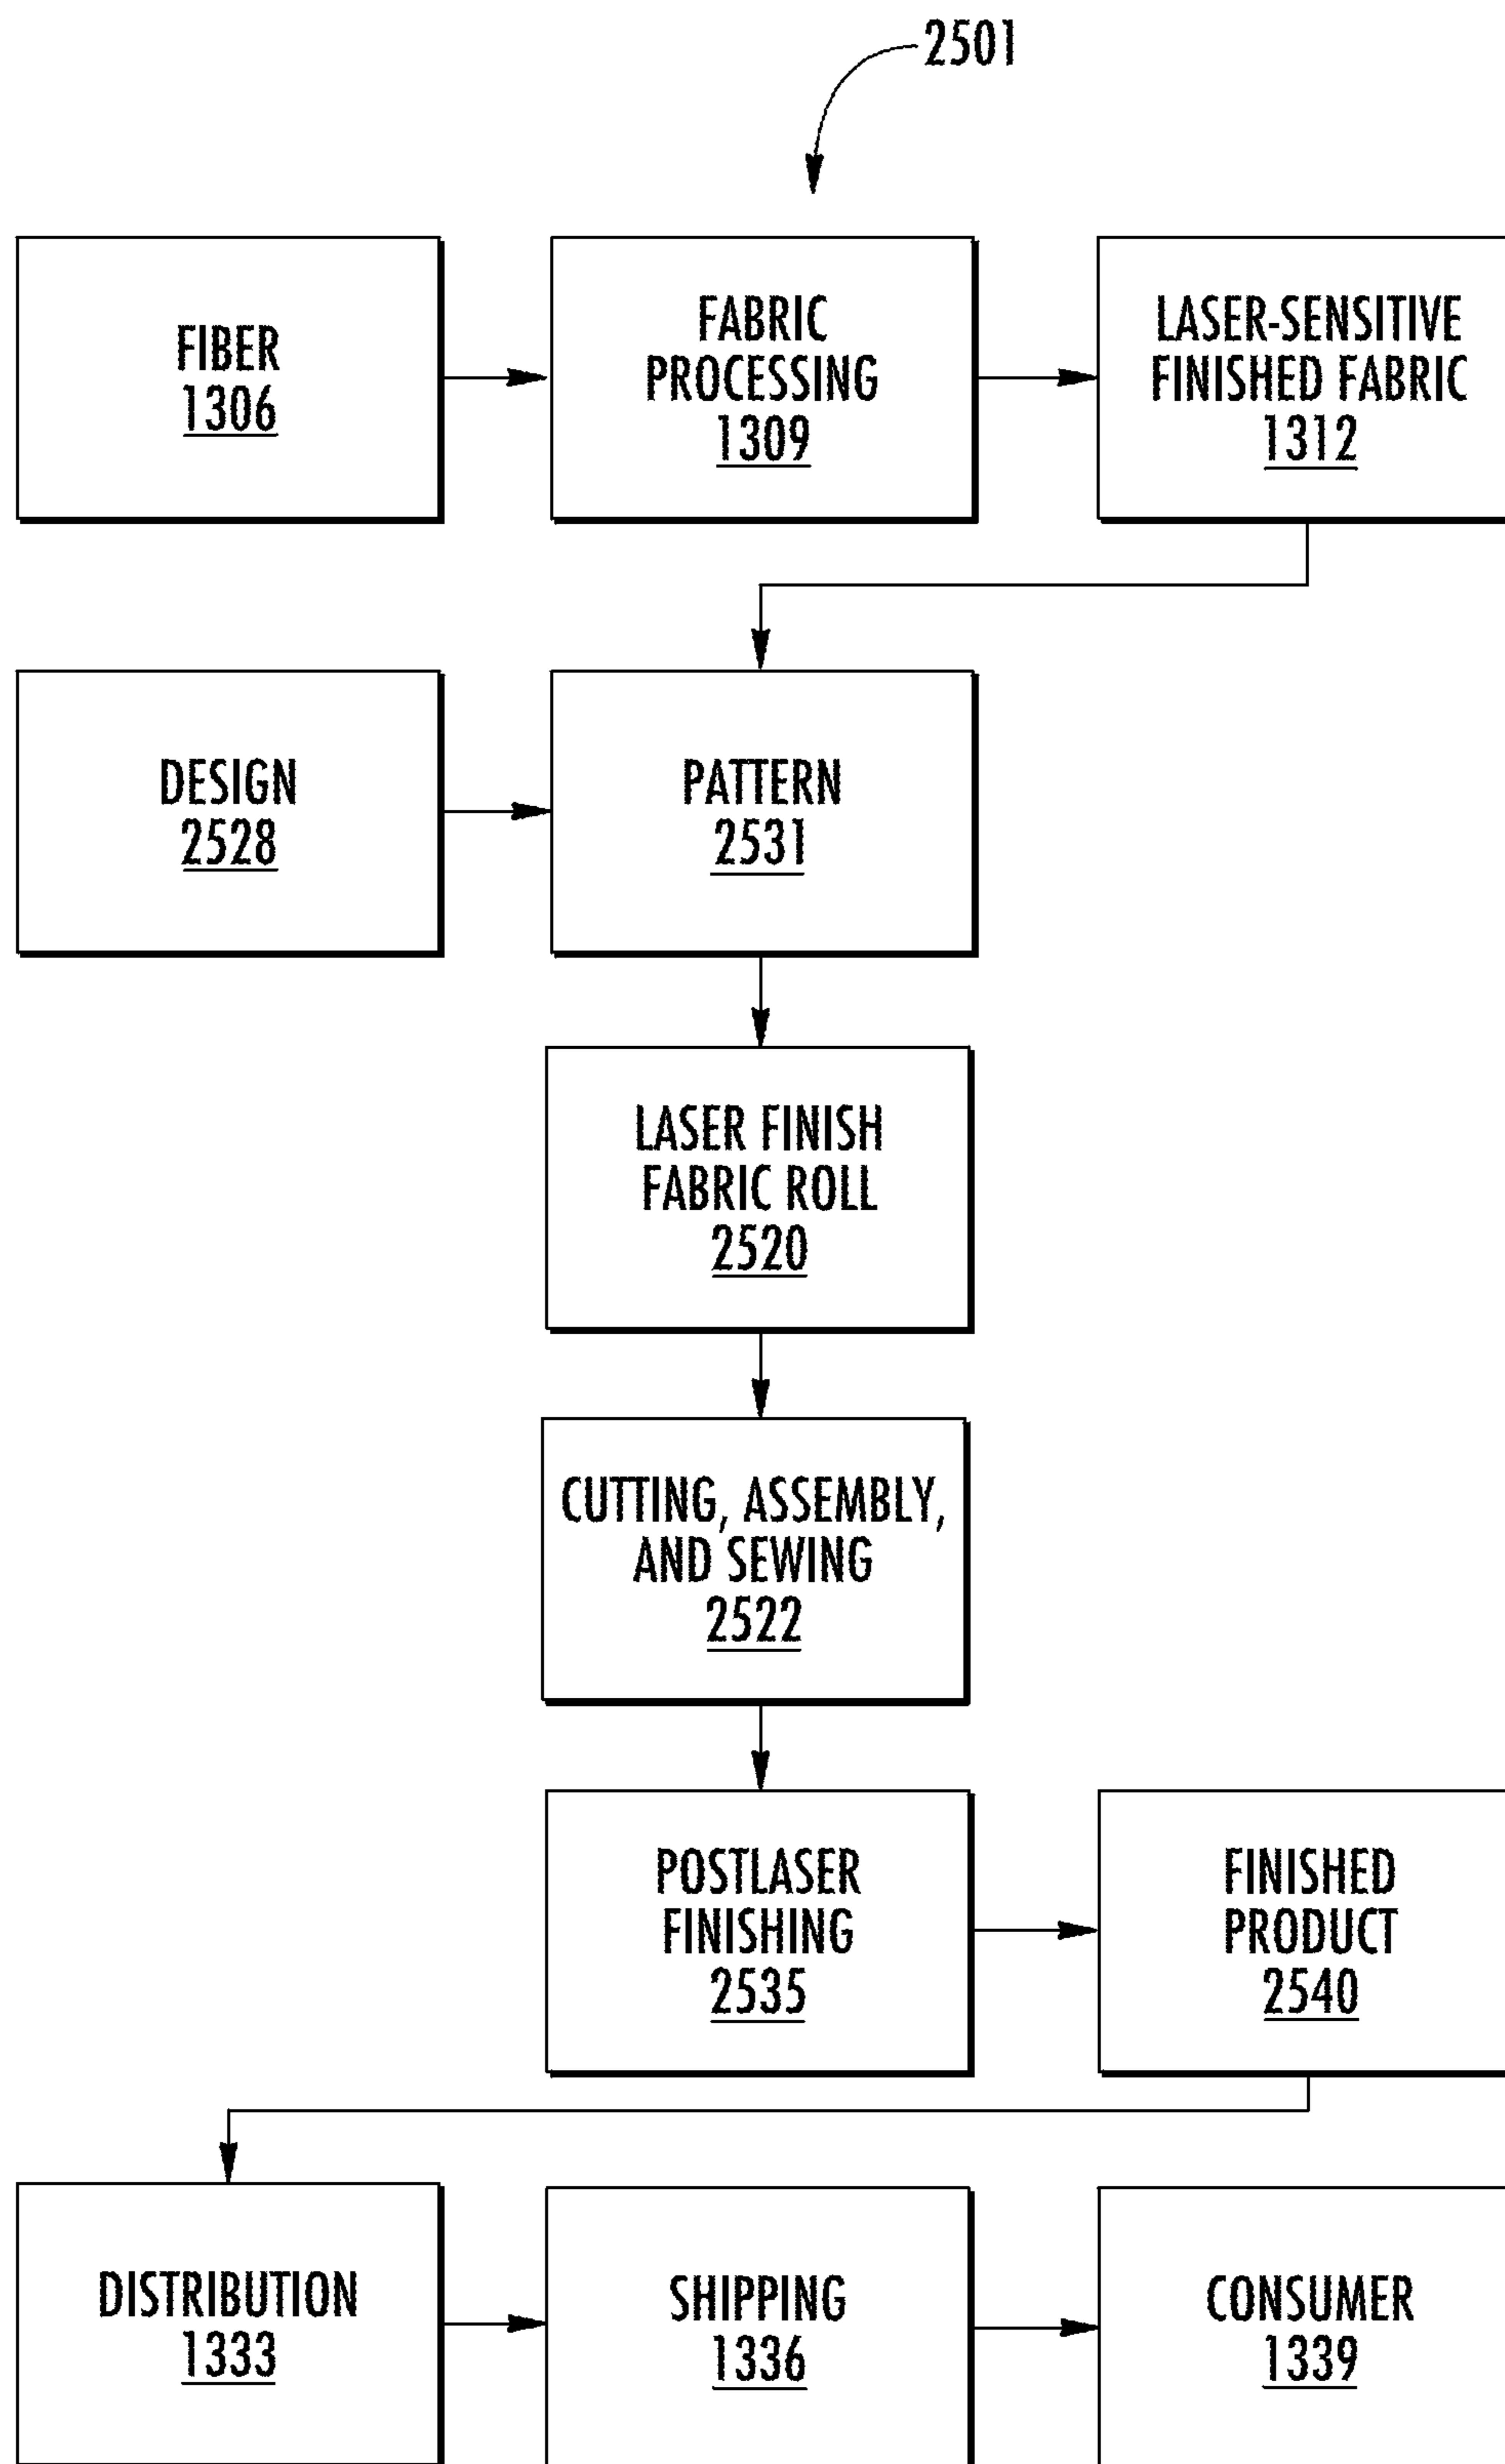 2501
FIBER
1306
FABRIC
PROCESSING
1309
LASER-SENSITIVE
FINISHED FABRIC
1312
DESIGN
2528
PATTERN
2531
LASER FINISH
FABRIC ROLL
2520
CUTTING, ASSEMBLY,
AND SEWING
2522
POSTLASER
FINISHING
2535
FINISHED
PRODUCT
2540
DISTRIBUTION
1333
SHIPPING
1336
CONSUMER
1339